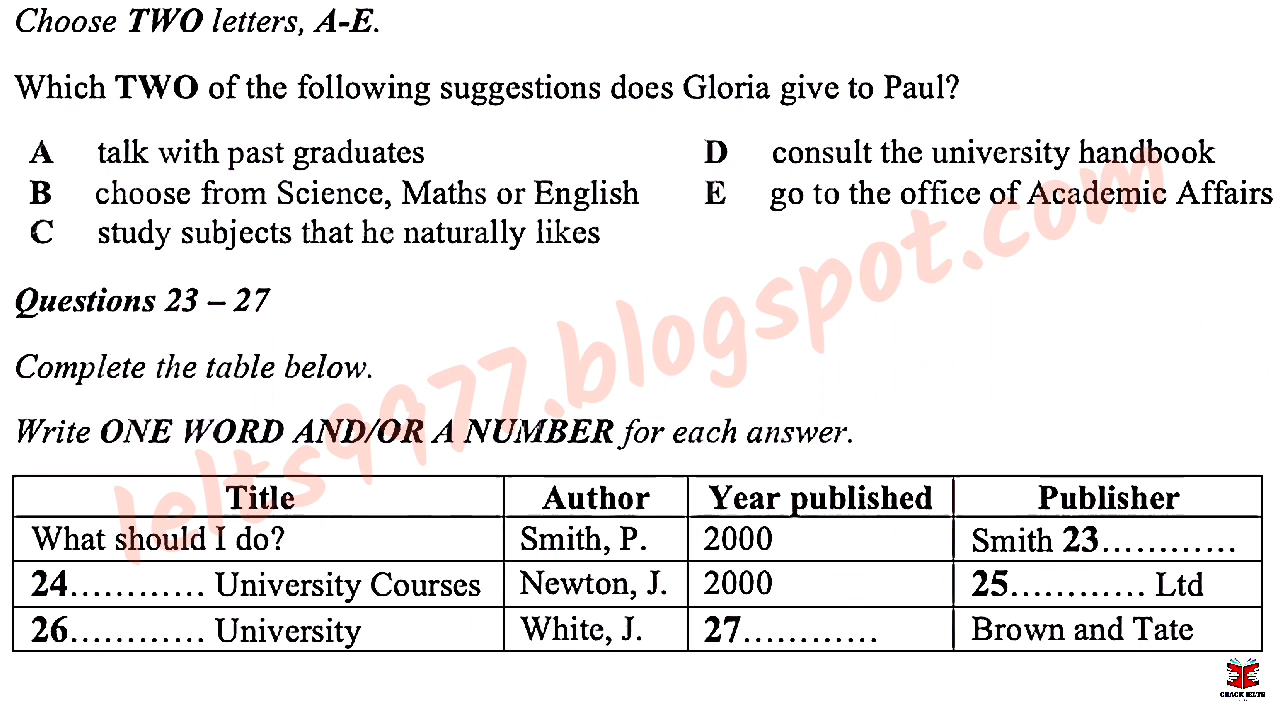 Choose TWO letters, A-E.
Which TWO of the following suggestions does Gloria give to Paul?
A talk with past graduates
B choose from Science, Maths or English
C study subjects that he naturally likes
D consult the university handbook
E go to the office of Academic Affairs
Questions 23 – 27
Complete the table below.
Write ONE WORD AND/OR A NUMBER for each answer.
Title Author Year published Publisher
What should I do? Smith, P. 2000 Smith 23............
24............ University Courses Newton, J. 2000 25............ Ltd
26............ University White, J. 27............ Brown and Tate
Ielts9977.blogspot.com
CRACK IELTS